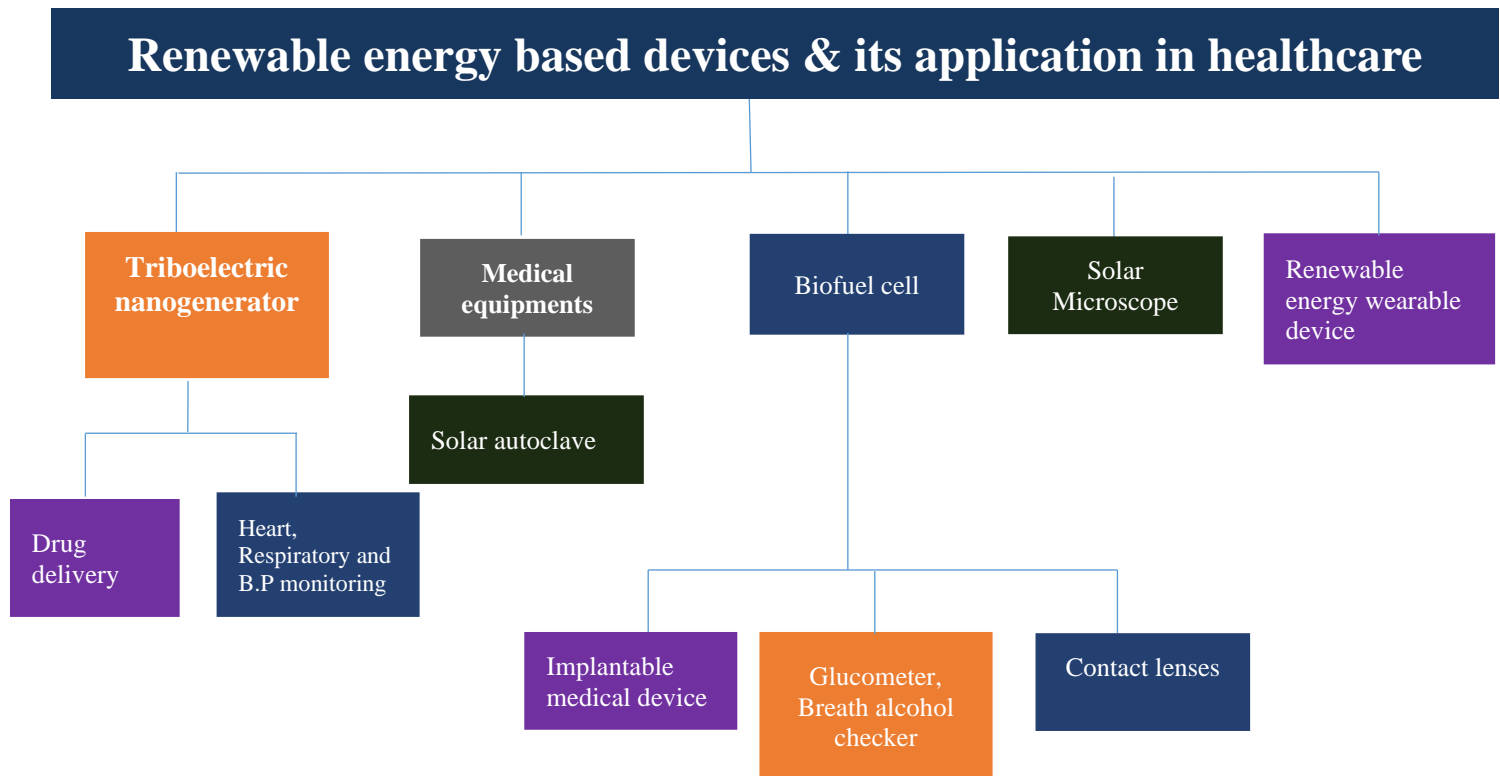 Renewable energy based devices & its application in healthcare
Triboelectric
nanogenerator
Medical
equipments
Biofuel cell
Solar
Microscope
Renewable
energy wearable
device
Solar autoclave
Drug
delivery
Heart,
Respiratory and
B.P monitoring
Implantable
medical device
Glucometer,
Breath alcohol
checker
Contact lenses